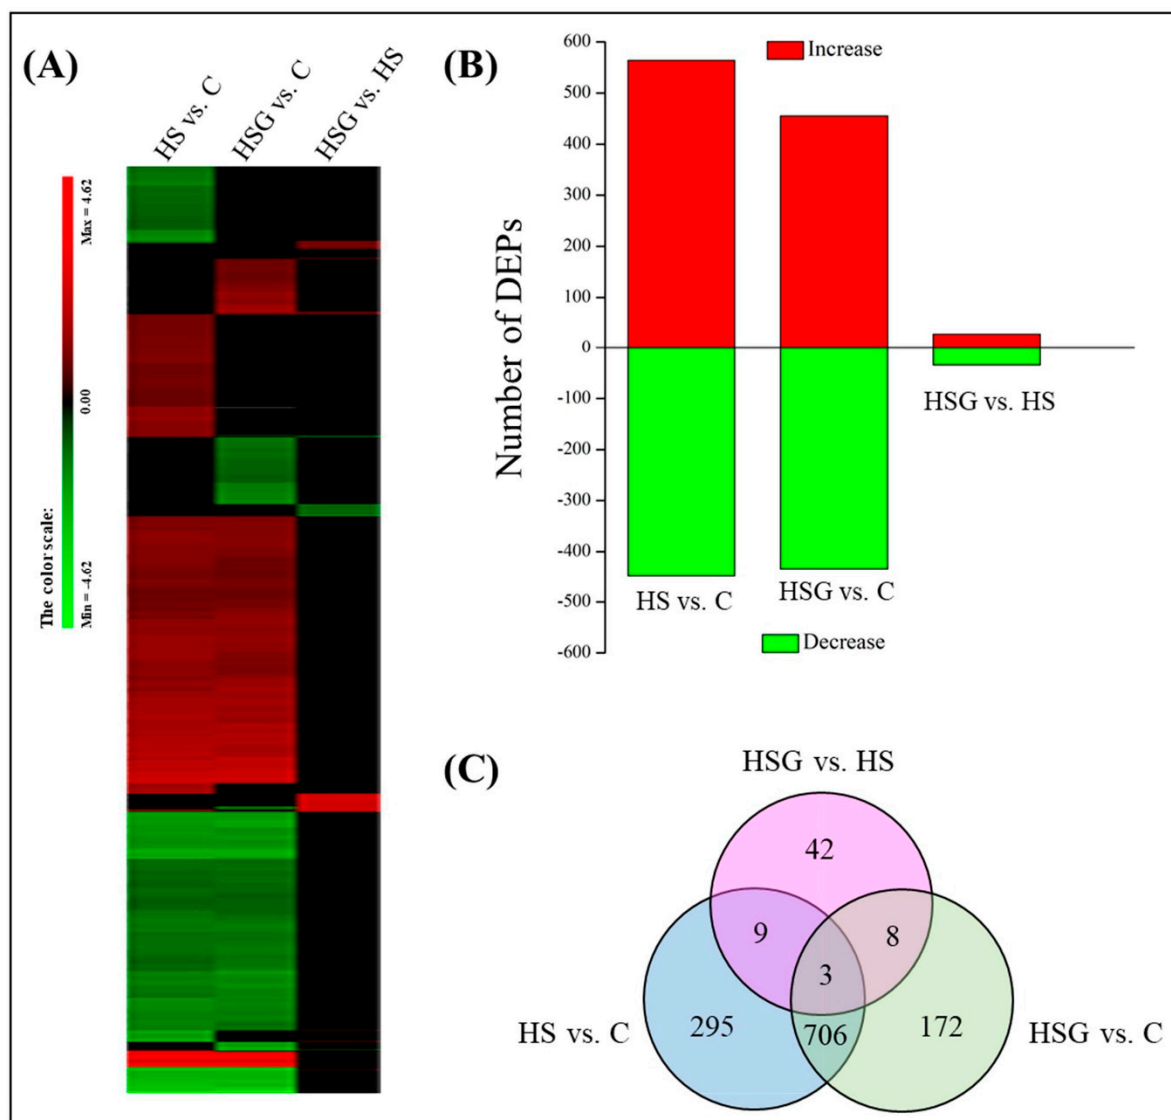 (A)
HS vs. C
HSG vs. C
HSG vs. HS
The color scale:
Min = -4.62
0.00
Max = 4.62
(B)
Increase
Number of DEPs
600
500
400
300
200
100
0
-100
-200
-300
-400
-500
-600
HS vs. C
HSG vs. C
HSG vs. HS
Decrease
(C)
HSG vs. HS
42
9
8
3
HS vs. C
295
706
172
HSG vs. C